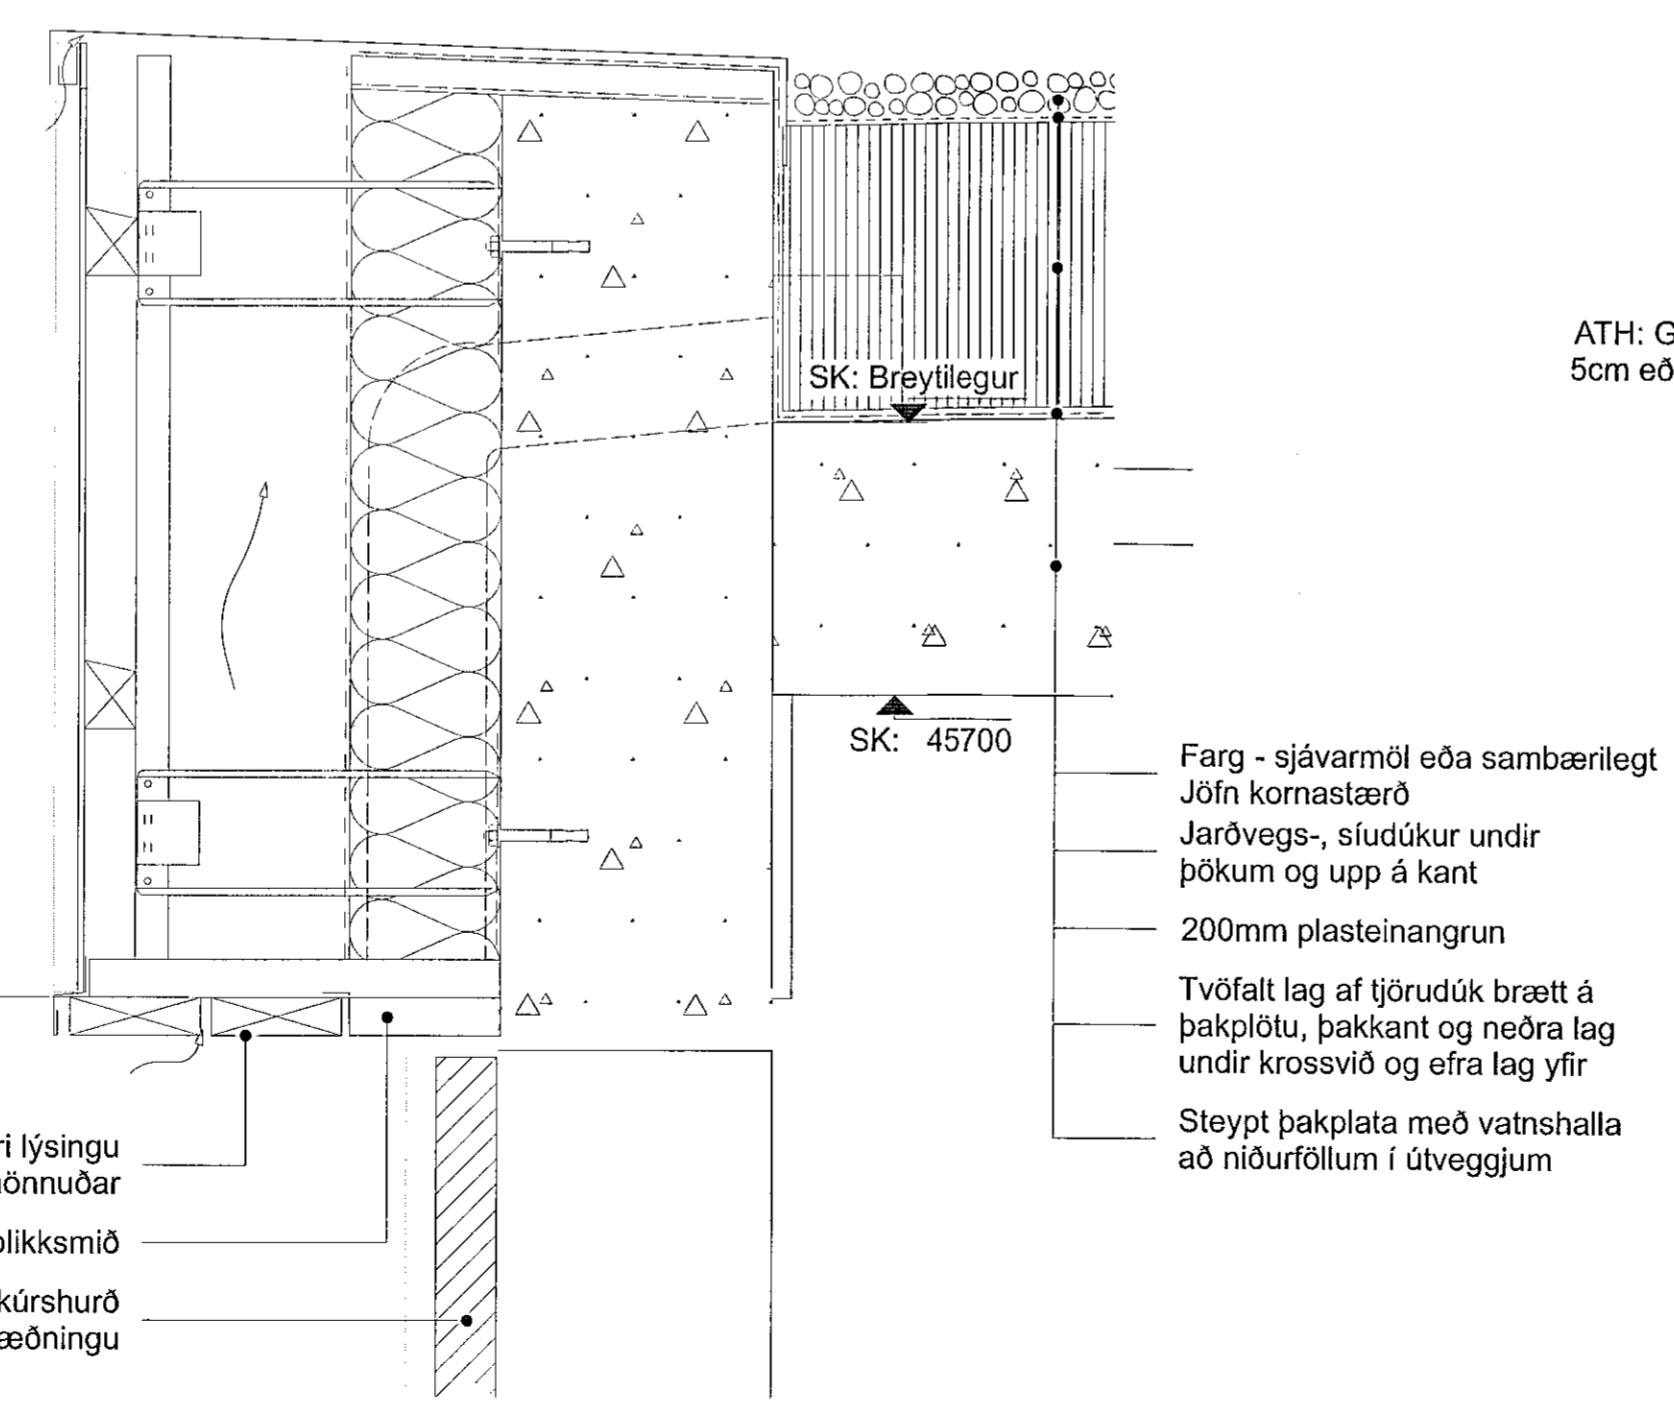 ATH: G
5cm eð
SK: Breytilegur
SK: 45700
Farg - sjávarmöl eða sambærilegt
Jöfn kornastærð
Jarðvegs-, síudúkur undir
þökum og upp á kant
200mm plasteinangrun
Tvöfalt lag af tjörudúk brætt á
þakplötu, þakkant og neðra lag
undir krossvið og efra lag yfir
Steypt þakplata með vatnshalla
að niðurföllum í útveggjum
ri lýsingu
önnuðar
blikksmið
kúrshurð
æðningu